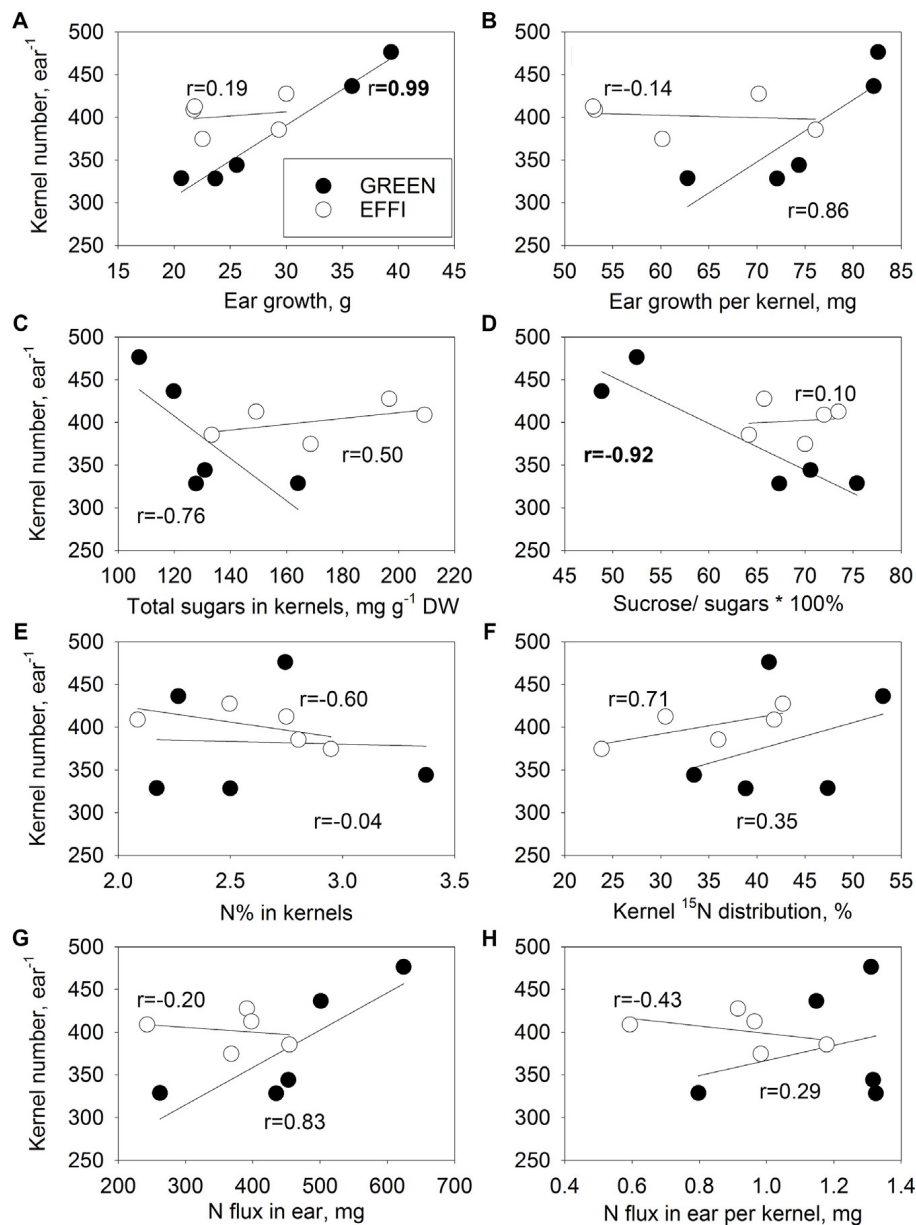 A
Kernel number, ear⁻¹
500
450
400
350
300
250
r=0.19
r=0.99
GREEN
EFFI
15 20 25 30 35 40 45
Ear growth, g
B
500
450
400
350
300
250
r=-0.14
r=0.86
50 55 60 65 70 75 80 85
Ear growth per kernel, mg
C
Kernel number, ear⁻¹
500
450
400
350
300
250
r=0.50
r=-0.76
100 120 140 160 180 200 220
Total sugars in kernels, mg g⁻¹ DW
D
500
450
400
350
300
250
r=0.10
r=-0.92
45 50 55 60 65 70 75 80
Sucrose/ sugars * 100%
E
Kernel number, ear⁻¹
500
450
400
350
300
250
r=-0.60
r=-0.04
2.0 2.5 3.0 3.5
N% in kernels
F
500
450
400
350
300
250
r=0.71
r=0.35
20 25 30 35 40 45 50 55
Kernel ¹⁵N distribution, %
G
Kernel number, ear⁻¹
500
450
400
350
300
250
r=-0.20
r=0.83
200 300 400 500 600 700
N flux in ear, mg
H
500
450
400
350
300
250
r=-0.43
r=0.29
0.4 0.6 0.8 1.0 1.2 1.4
N flux in ear per kernel, mg